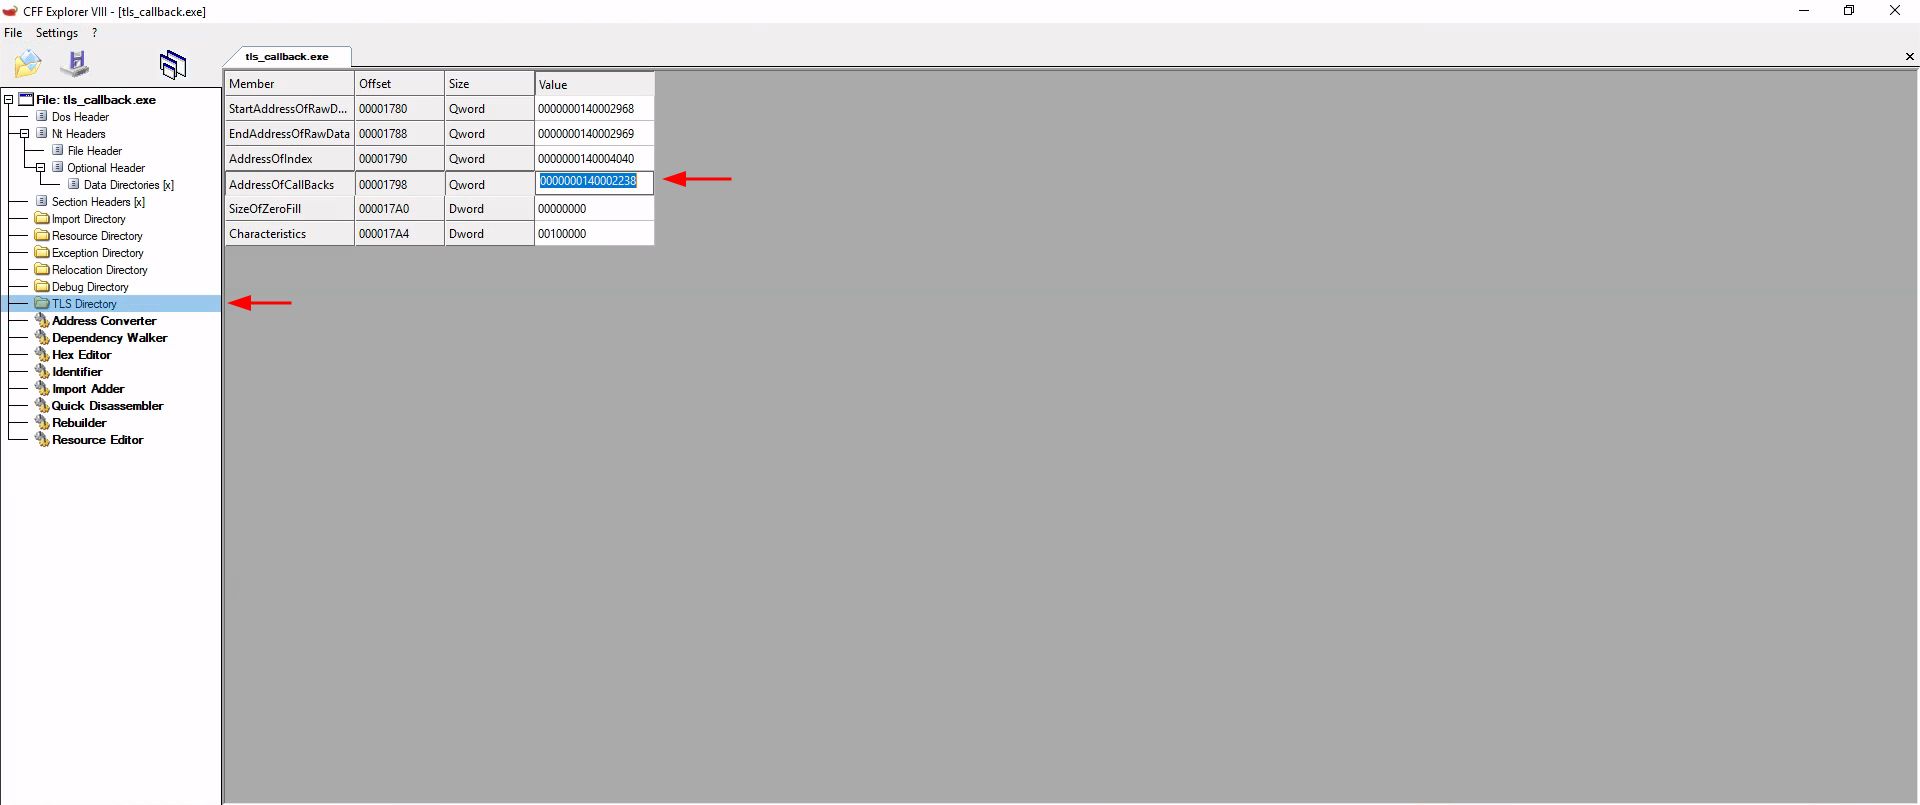 CFF Explorer VIII - [tls_callback.exe]
File Settings ?
tls_callback.exe
File: tls_callback.exe
Dos Header
Nt Headers
File Header
Optional Header
Data Directories [x]
Section Headers [x]
Import Directory
Resource Directory
Exception Directory
Relocation Directory
Debug Directory
TLS Directory
Address Converter
Dependency Walker
Hex Editor
Identifier
Import Adder
Quick Disassembler
Rebuilder
Resource Editor
Member Offset Size Value
StartAddressOfRawD... 00001780 Qword 0000000140002968
EndAddressOfRawData 00001788 Qword 0000000140002969
AddressOfIndex 00001790 Qword 0000000140004040
AddressOfCallBacks 00001798 Qword 0000000140002238
SizeOfZeroFill 000017A0 Dword 00000000
Characteristics 000017A4 Dword 00100000